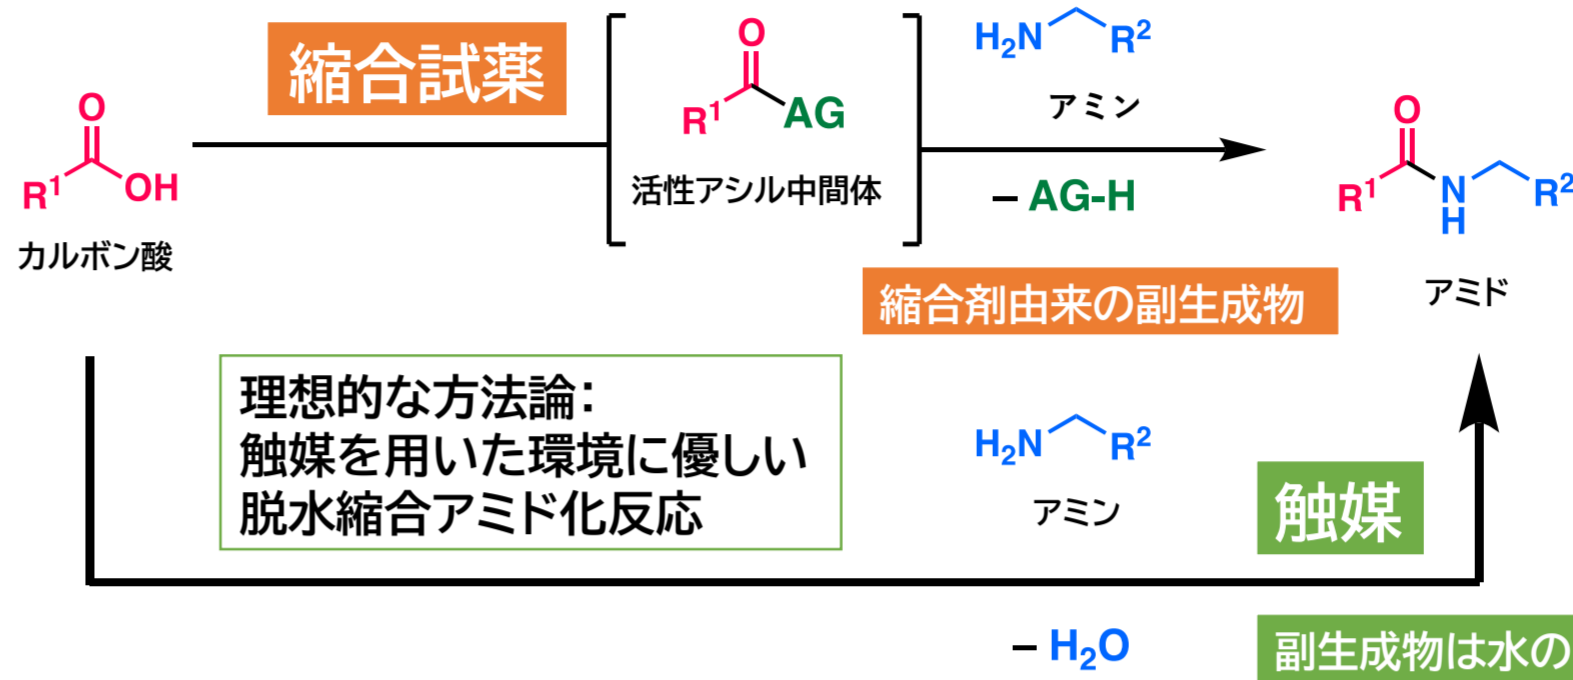 縮合試薬
O
R¹
OH
カルボン酸
O
R¹
AG
活性アシル中間体
H₂N
R²
アミン
– AG-H
縮合剤由来の副生成物
O
R¹
N
H
R²
アミド
理想的な方法論：
触媒を用いた環境に優しい
脱水縮合アミド化反応
H₂N
R²
アミン
触媒
– H₂O
副生成物は水の